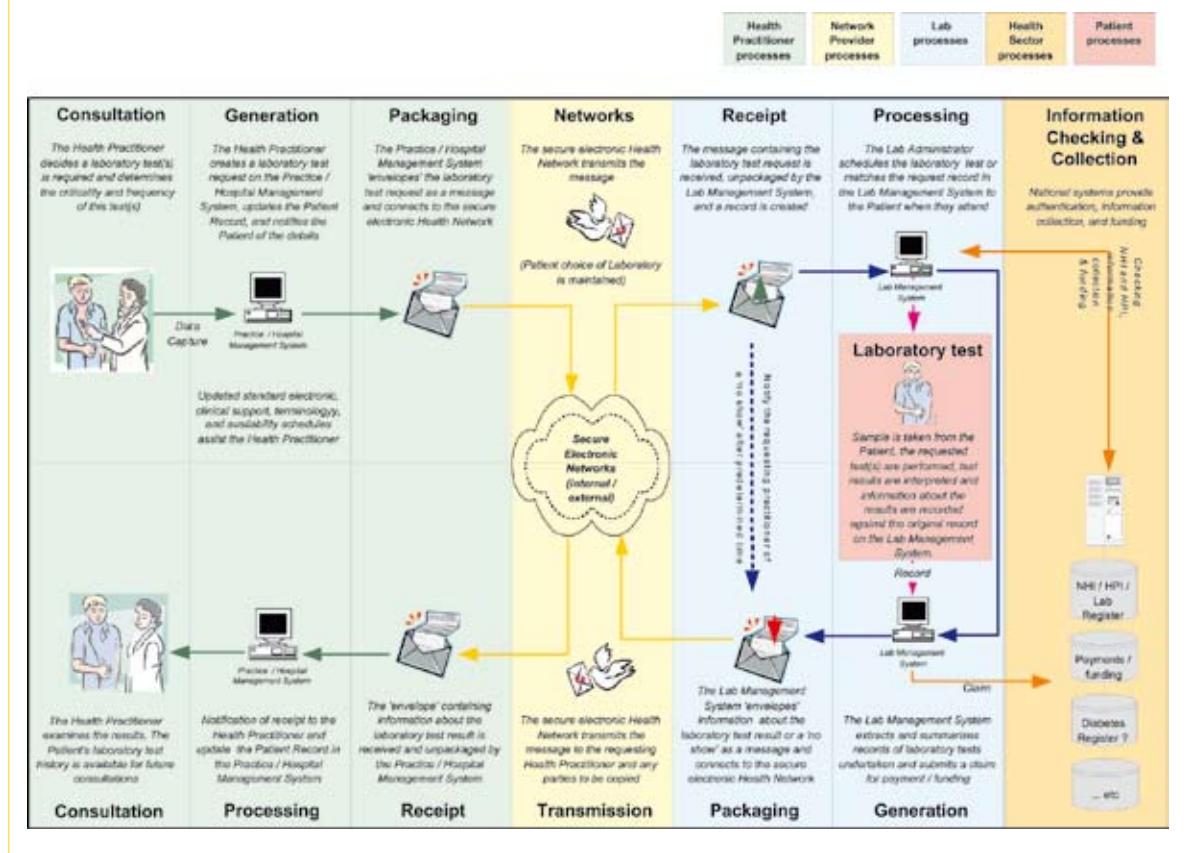 Health
Practitioner
processes
Network
Provider
processes
Lab
processes
Health
Sector
processes
Patient
processes
Consultation
The Health Practitioner
decides a laboratory test(s)
is required and determines
the criticality and frequency
of this test(s)
Generation
The Health Practitioner
creates a laboratory test
request on the Practice /
Hospital Management
System, updates the Patient
Record, and notifies the
Patient of the details
Packaging
The Practice / Hospital
Management System
'envelopes' the laboratory
test request as a message
and connects to the secure
electronic Health Network
Networks
The secure electronic Health
Network transmits the
message
(Patient choice of Laboratory
is maintained)
Receipt
The message containing the
laboratory test request is
received, unpackaged by the
Lab Management System,
and a record is created
Processing
The Lab Administrator
schedules the laboratory test or
matches the request record in
the Lab Management System to
the Patient when they attend
Information
Checking &
Collection
National systems provide
authentication, information
collection, and funding
Data
Capture
Practice / Hospital
Management System
Updated standard electronic,
clinical support, terminologyy,
and availability schedules
assist the Health Practitioner
Secure
Electronic
Networks
(internal /
external)
Notify the requesting practitioner of
a 'no show' after predetermined time
Lab Management
System
Checking
NHI and HPI,
information
collection
& funding
Laboratory test
Sample is taken from the
Patient, the requested
test(s) are performed, test
results are interpreted and
information about the
results are recorded
against the original record
on the Lab Management
System.
Record
Lab Management
System
Claim
NHI / HPI /
Lab
Register
Payments /
funding
Diabetes
Register ?
... etc
Practice / Hospital
Management System
The Health Practitioner
examines the results. The
Patient's laboratory test
history is available for future
consultations
Consultation
Notification of receipt to the
Health Practitioner and
update the Patient Record in
the Practice / Hospital
Management System
Processing
The 'envelope' containing
information about the
laboratory test result is
received and unpackaged by
the Practice / Hospital
Management System
Receipt
The secure electronic Health
Network transmits the
message to the requesting
Health Practitioner and any
parties to be copied
Transmission
The Lab Management
System 'envelopes'
information about the
laboratory test result or a 'no
show' as a message and
connects to the secure
electronic Health Network
Packaging
The Lab Management System
extracts and summarises
records of laboratory tests
undertaken and submits a claim
for payment / funding
Generation